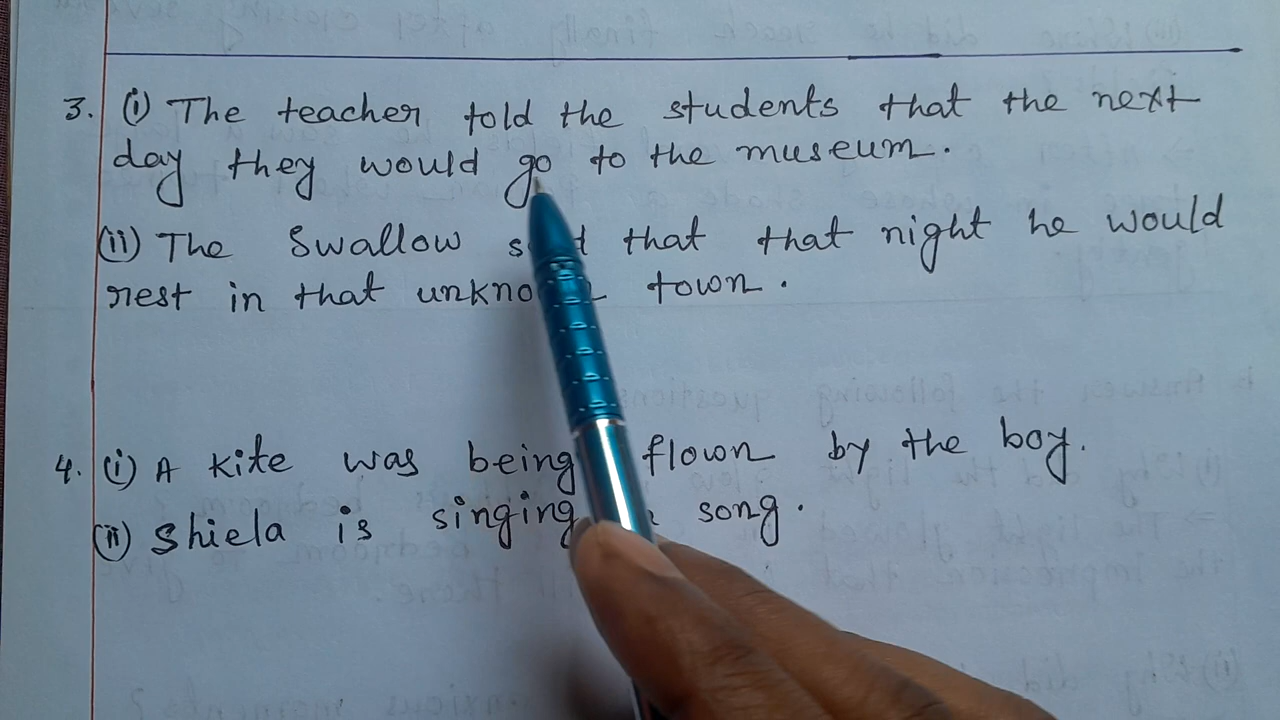 3. (i) The teacher told the students that the next
day they would go to the museum.
(ii) The Swallow that that night he would
rest in that town.
4. (i) A kite was being flown by the boy.
(ii) Shiela is singing song.